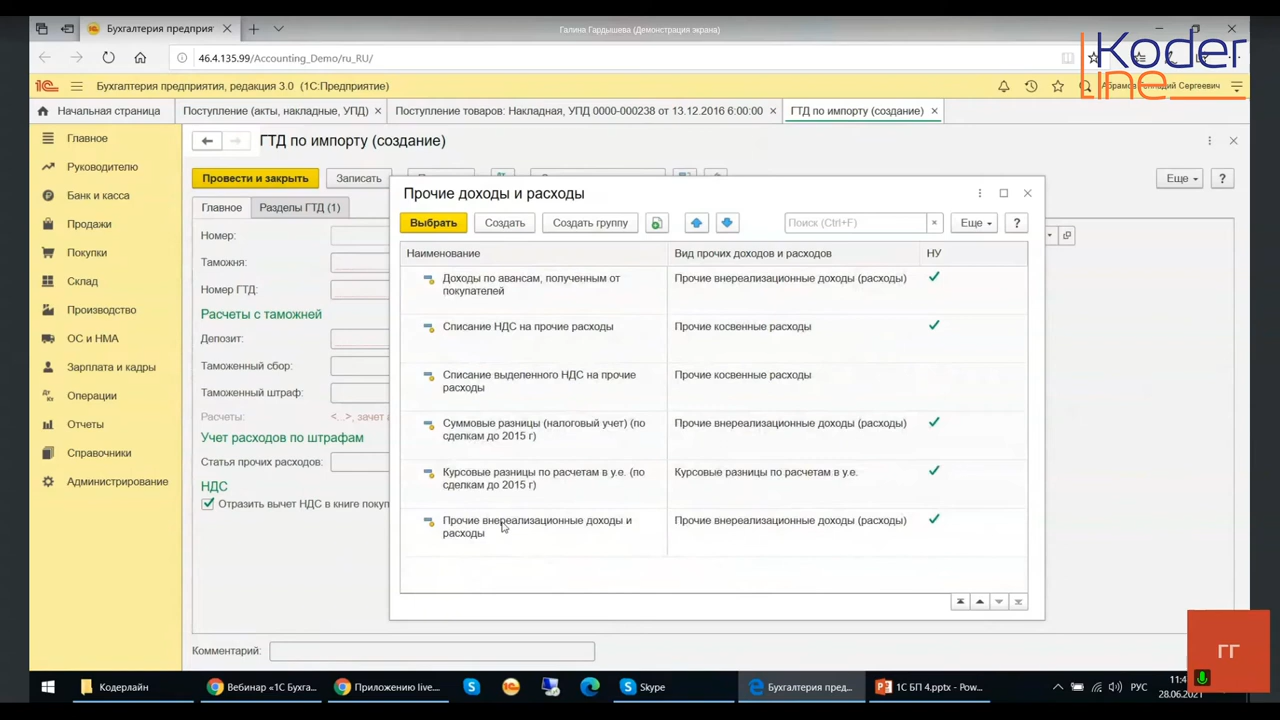 Бухгалтерия предприят
Галина Гардышева (Демонстрация экрана)
Koder
line
46.4.135.99/Accounting_Demo/ru_RU/
1С
Бухгалтерия предприятия, редакция 3.0 (1С:Предприятие)
Абрамов Геннадий Сергеевич
Начальная страница
Поступление (акты, накладные, УПД)
Поступление товаров: Накладная, УПД 0000-000238 от 13.12.2016 6:00:00
ГТД по импорту (создание)
Главное
Руководителю
Банк и касса
Продажи
Покупки
Склад
Производство
ОС и НМА
Зарплата и кадры
Операции
Отчеты
Справочники
Администрирование
ГТД по импорту (создание)
Провести и закрыть
Записать
Еще
?
Главное
Разделы ГТД (1)
Номер:
Таможня:
Номер ГТД:
Расчеты с таможней
Депозит:
Таможенный сбор:
Таможенный штраф:
Расчеты:
<...>, зачет а
Учет расходов по штрафам
Статья прочих расходов:
НДС
Отразить вычет НДС в книге покуп
Комментарий:
Прочие доходы и расходы
Выбрать
Создать
Создать группу
Поиск (Ctrl+F)
×
Еще
?
Наименование
Вид прочих доходов и расходов
НУ
Доходы по авансам, полученным от
покупателей
Прочие внереализационные доходы (расходы)
Списание НДС на прочие расходы
Прочие косвенные расходы
Списание выделенного НДС на прочие
расходы
Прочие косвенные расходы
Суммовые разницы (налоговый учет) (по
сделкам до 2015 г)
Прочие внереализационные доходы (расходы)
Курсовые разницы по расчетам в у.е. (по
сделкам до 2015 г)
Курсовые разницы по расчетам в у.е.
Прочие внереализационные доходы и
расходы
Прочие внереализационные доходы (расходы)
ГГ
Кодерлайн
Вебинар «1С Бухга...
Приложению live....
Skype
Бухгалтерия пред...
1С БП 4.pptx - Pow...
РУС
28.06.2021